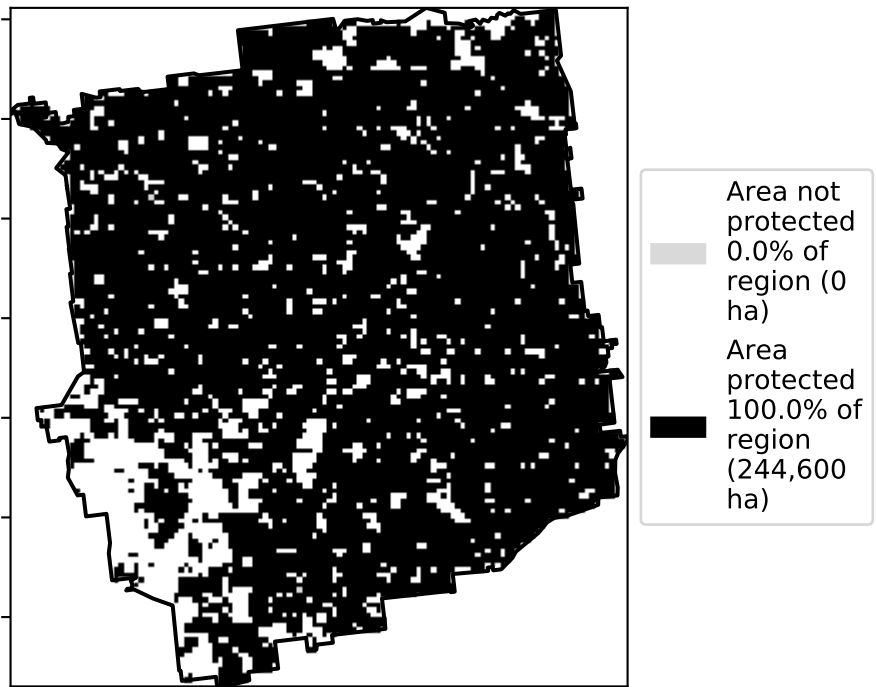 Area not
protected
0.0% of
region (0
ha)
Area
protected
100.0% of
region
(244,600
ha)